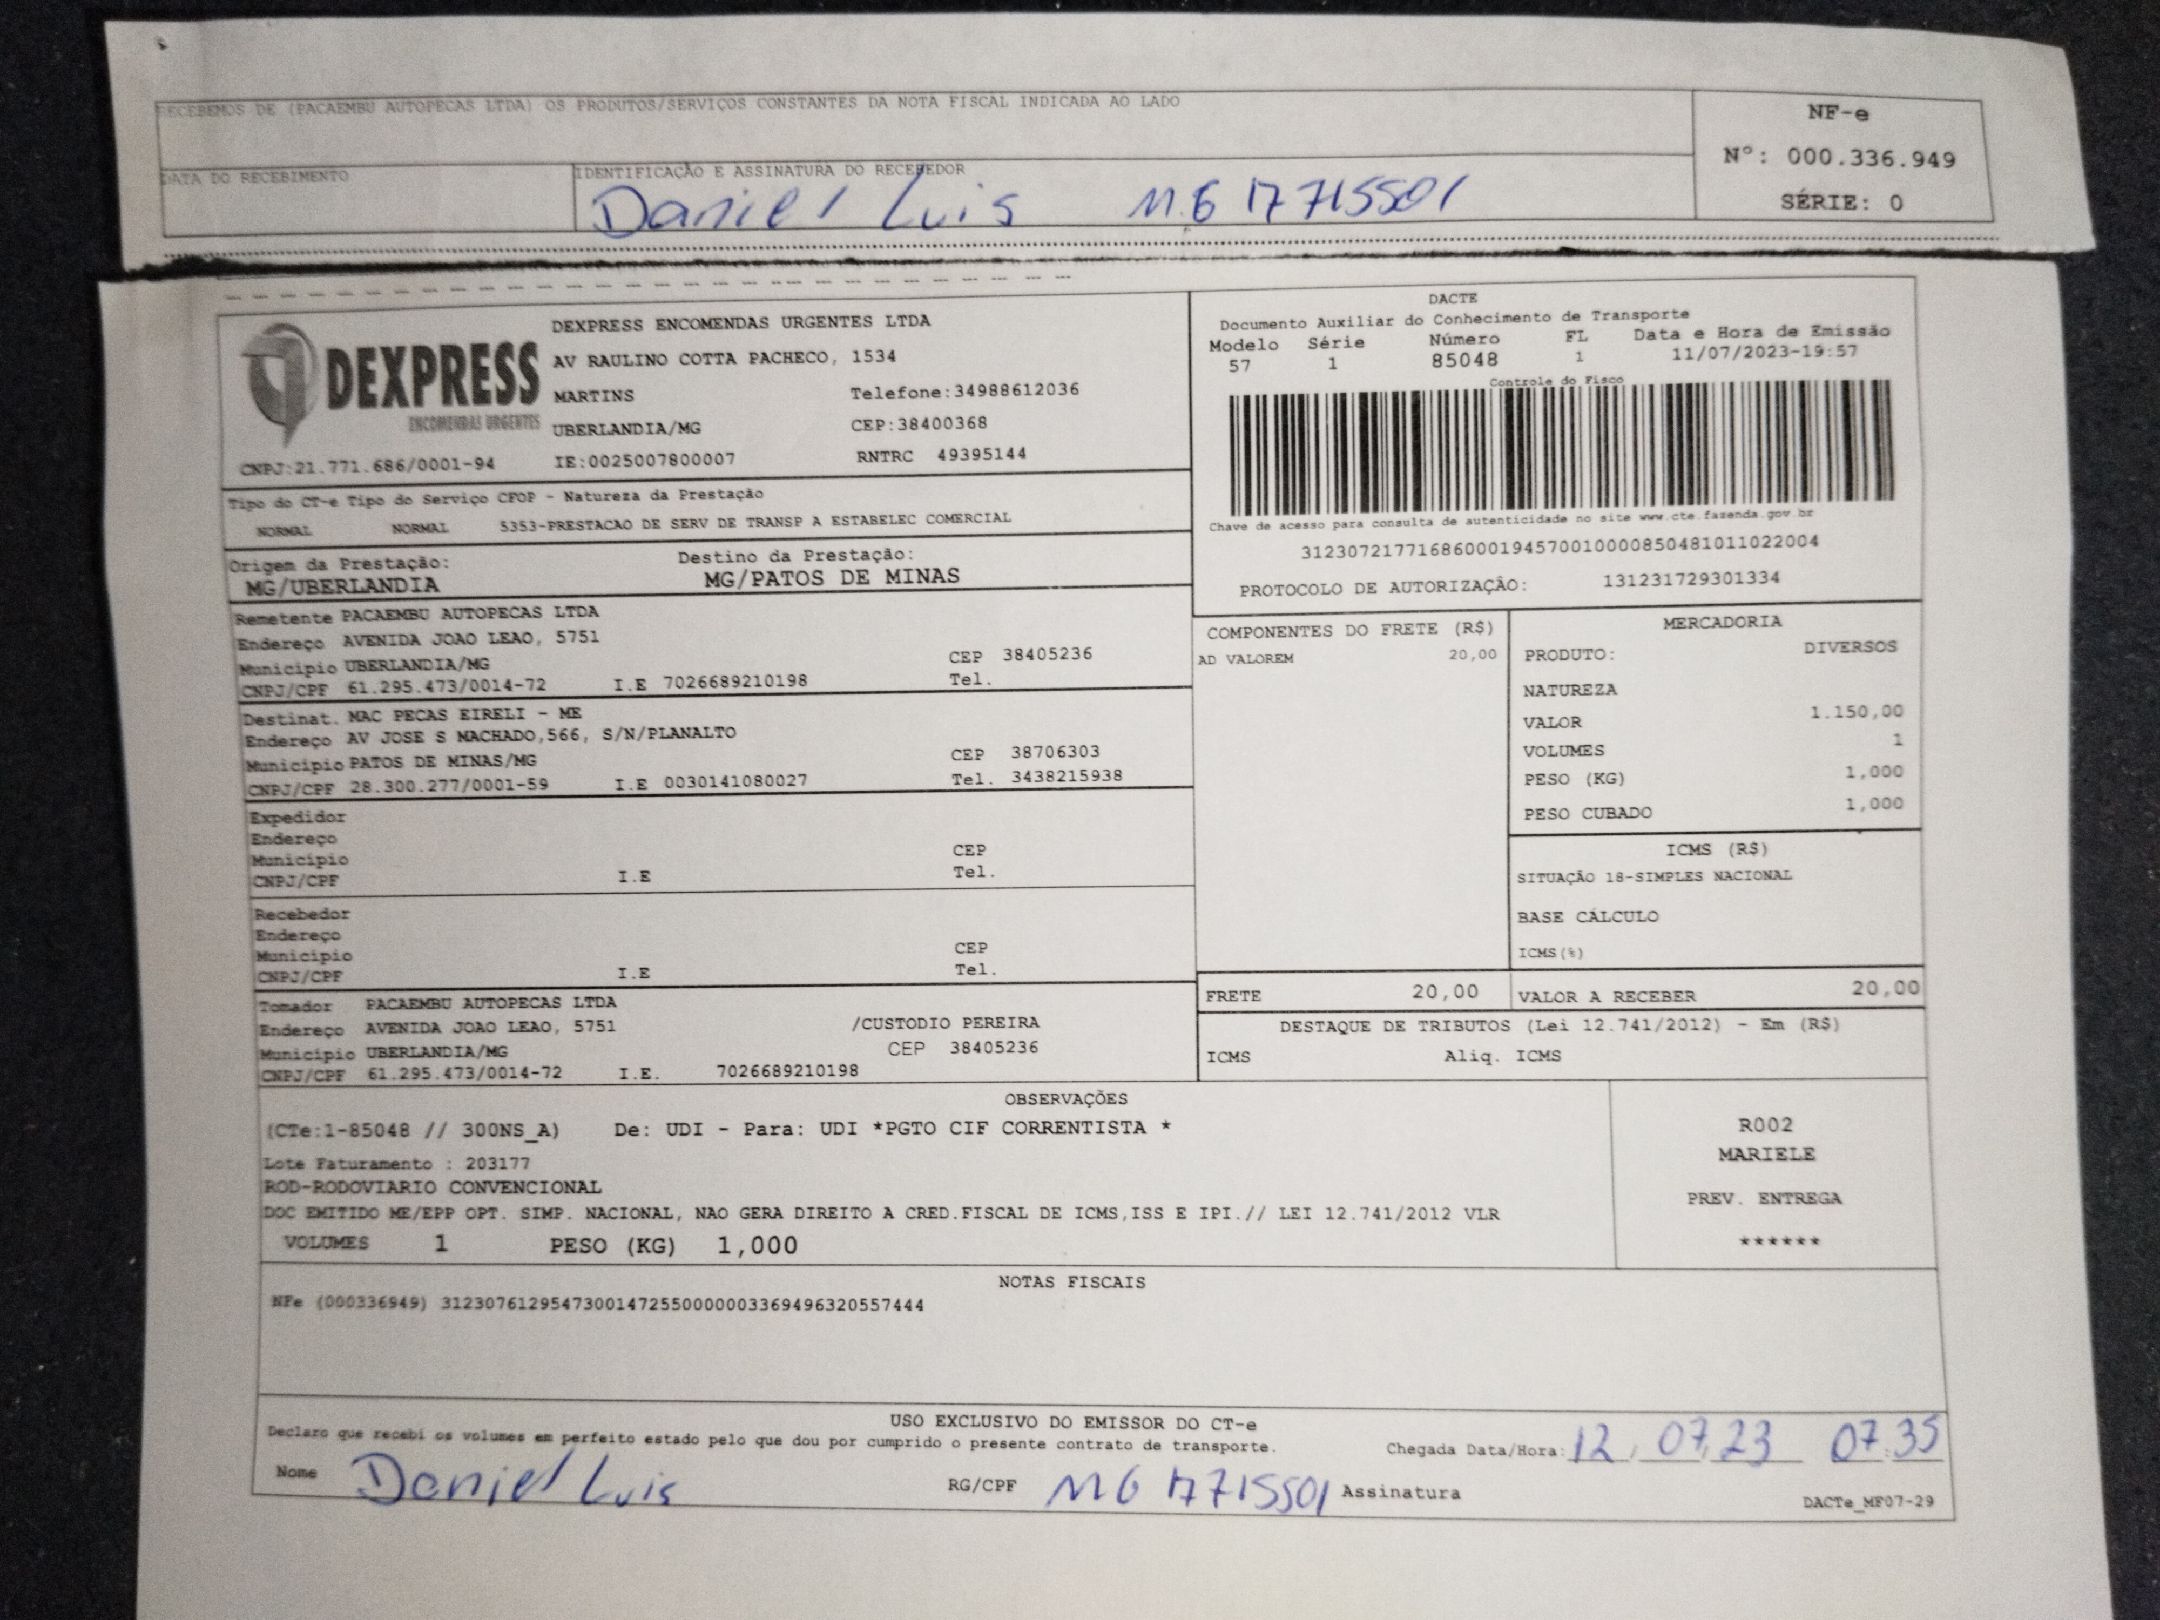 RECEBEMOS DE (PACAEMBU AUTOPECAS LTDA) OS PRODUTOS/SERVIÇOS CONSTANTES DA NOTA FISCAL INDICADA AO LADO
NF-e
Nº: 000.336.949
SÉRIE: 0
DATA DO RECEBIMENTO
IDENTIFICAÇÃO E ASSINATURA DO RECEBEDOR
Daniel Luis MG 17715501
DEXPRESS
ENCOMENDAS URGENTES
DEXPRESS ENCOMENDAS URGENTES LTDA
AV RAULINO COTTA PACHECO, 1534
MARTINS Telefone:34988612036
UBERLANDIA/MG CEP:38400368
CNPJ:21.771.686/0001-94 IE:0025007800007 RNTRC 49395144
DACTE
Documento Auxiliar do Conhecimento de Transporte
Modelo Série Número FL Data e Hora de Emissão
57 1 85048 1 11/07/2023-19:57
Controle do Fisco
Chave de acesso para consulta de autenticidade no site www.cte.fazenda.gov.br
31230721771686000194570010000850481011022004
PROTOCOLO DE AUTORIZAÇÃO: 131231729301334
Tipo do CT-e Tipo do Serviço CFOP - Natureza da Prestação
NORMAL NORMAL 5353-PRESTACAO DE SERV DE TRANSP A ESTABELEC COMERCIAL
Origem da Prestação: Destino da Prestação:
MG/UBERLANDIA MG/PATOS DE MINAS
Remetente PACAEMBU AUTOPECAS LTDA
Endereço AVENIDA JOAO LEAO, 5751
Município UBERLANDIA/MG CEP 38405236
CNPJ/CPF 61.295.473/0014-72 I.E 7026689210198 Tel.
Destinat. MAC PECAS EIRELI - ME
Endereço AV JOSE S MACHADO,566, S/N/PLANALTO
Município PATOS DE MINAS/MG CEP 38706303
CNPJ/CPF 28.300.277/0001-59 I.E 0030141080027 Tel. 3438215938
Expedidor
Endereço
Município CEP
CNPJ/CPF I.E Tel.
Recebedor
Endereço
Município CEP
CNPJ/CPF I.E Tel.
Tomador PACAEMBU AUTOPECAS LTDA
Endereço AVENIDA JOAO LEAO, 5751 /CUSTODIO PEREIRA
Município UBERLANDIA/MG CEP 38405236
CNPJ/CPF 61.295.473/0014-72 I.E. 7026689210198
COMPONENTES DO FRETE (R$)
AD VALOREM 20,00
MERCADORIA
PRODUTO: DIVERSOS
NATUREZA
VALOR 1.150,00
VOLUMES 1
PESO (KG) 1,000
PESO CUBADO 1,000
ICMS (R$)
SITUAÇÃO 18-SIMPLES NACIONAL
BASE CÁLCULO
ICMS(%)
FRETE 20,00 VALOR A RECEBER 20,00
DESTAQUE DE TRIBUTOS (Lei 12.741/2012) - Em (R$)
ICMS Aliq. ICMS
OBSERVAÇÕES
(CTe:1-85048 // 300NS_A) De: UDI - Para: UDI *PGTO CIF CORRENTISTA *
Lote Faturamento : 203177
ROD-RODOVIARIO CONVENCIONAL
DOC EMITIDO ME/EPP OPT. SIMP. NACIONAL, NAO GERA DIREITO A CRED.FISCAL DE ICMS,ISS E IPI.// LEI 12.741/2012 VLR
VOLUMES 1 PESO (KG) 1,000
R002
MARIELE
PREV. ENTREGA
******
NOTAS FISCAIS
NFe (000336949) 31230761295473001472550000003369496320557444
USO EXCLUSIVO DO EMISSOR DO CT-e
Declaro que recebi os volumes em perfeito estado pelo que dou por cumprido o presente contrato de transporte.
Chegada Data/Hora: 12 07 23 07:35
Nome Daniel Luis RG/CPF MG 17715501 Assinatura
DACTe_MF07-29